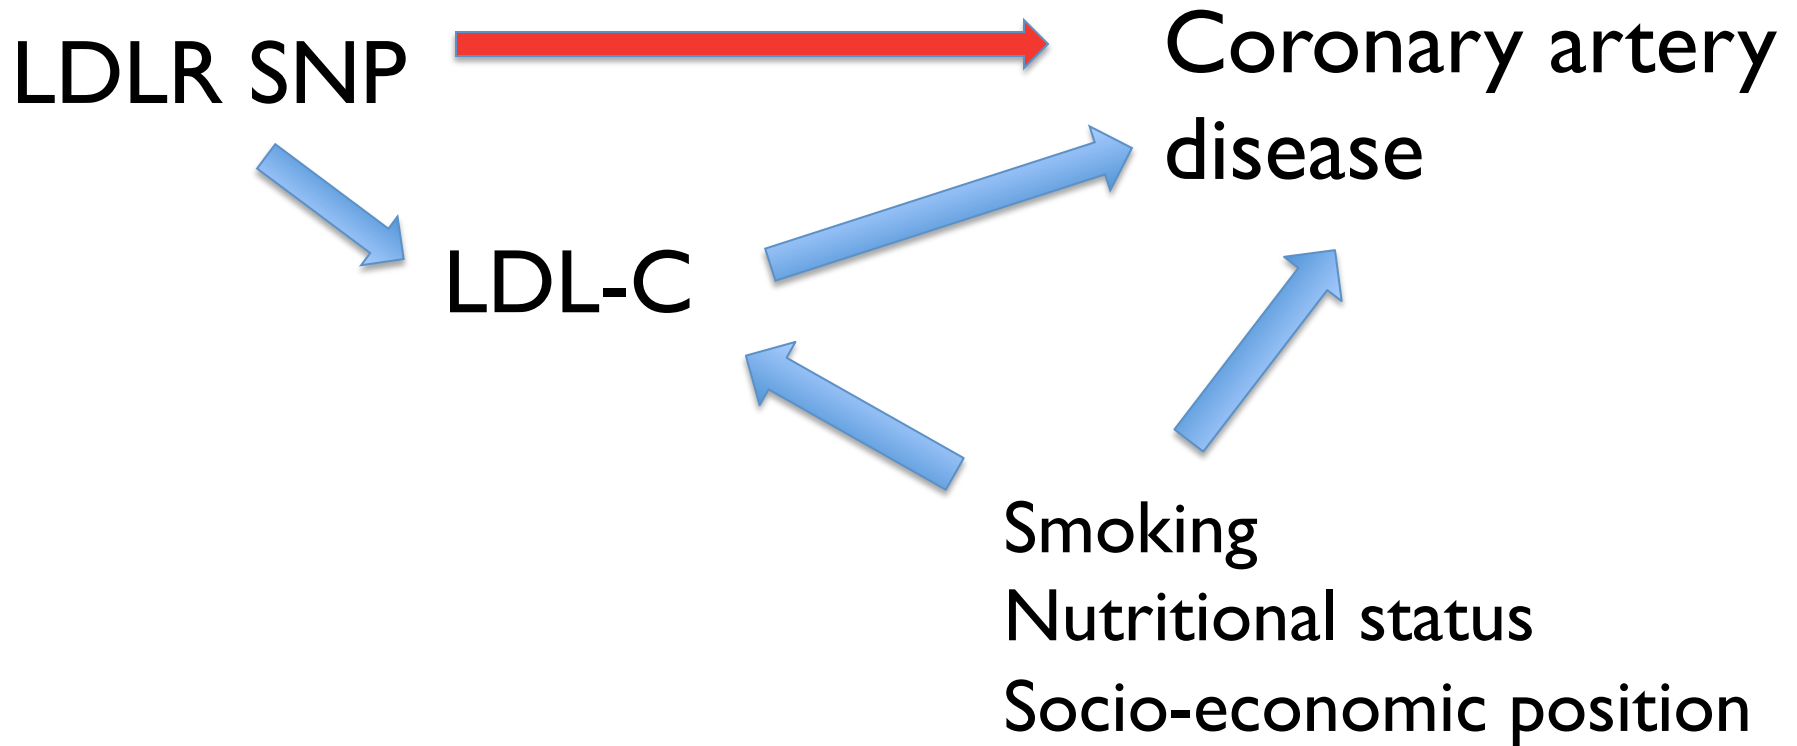 LDLR SNP
Coronary artery
disease
LDL-C
Smoking
Nutritional status
Socio-economic position